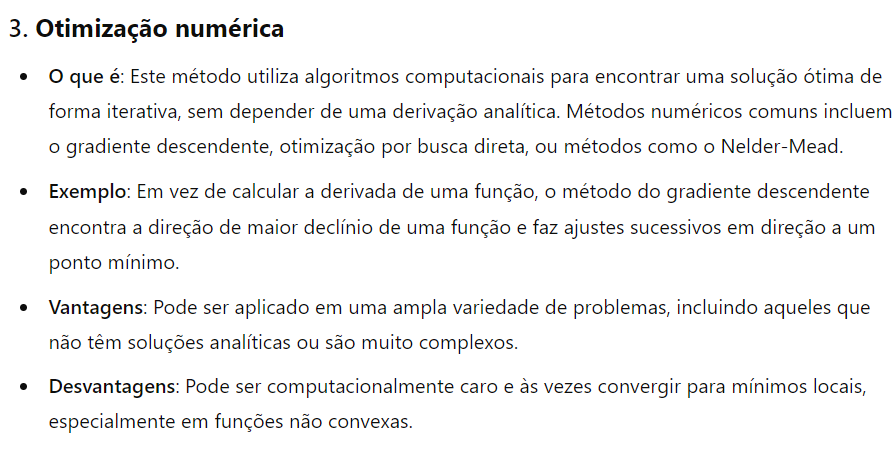 3. Otimização numérica
• O que é: Este método utiliza algoritmos computacionais para encontrar uma solução ótima de
forma iterativa, sem depender de uma derivação analítica. Métodos numéricos comuns incluem
o gradiente descendente, otimização por busca direta, ou métodos como o Nelder-Mead.
• Exemplo: Em vez de calcular a derivada de uma função, o método do gradiente descendente
encontra a direção de maior declínio de uma função e faz ajustes sucessivos em direção a um
ponto mínimo.
• Vantagens: Pode ser aplicado em uma ampla variedade de problemas, incluindo aqueles que
não têm soluções analíticas ou são muito complexos.
• Desvantagens: Pode ser computacionalmente caro e às vezes convergir para mínimos locais,
especialmente em funções não convexas.